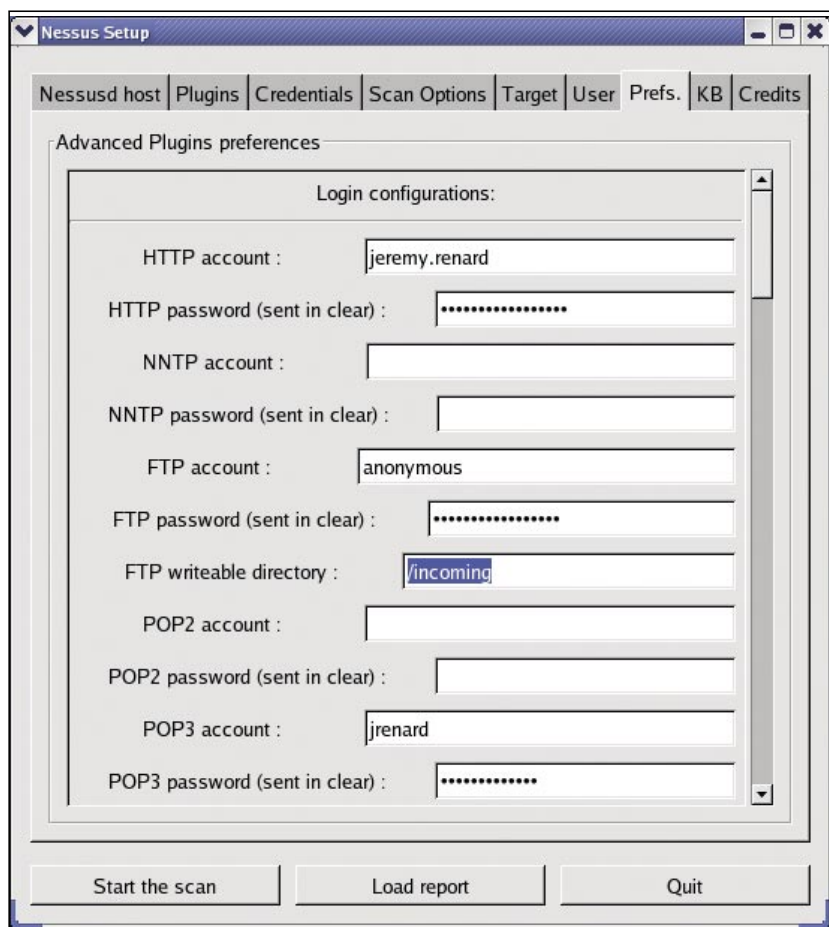 Nessus Setup
Nessusd host Plugins Credentials Scan Options Target User Prefs. KB Credits
Advanced Plugins preferences
Login configurations:
HTTP account : jeremy.renard
HTTP password (sent in clear) : •••••••••••••••••
NNTP account :
NNTP password (sent in clear) :
FTP account : anonymous
FTP password (sent in clear) : •••••••••••••••••
FTP writeable directory : /incoming
POP2 account :
POP2 password (sent in clear) :
POP3 account : jrenard
POP3 password (sent in clear) : •••••••••••••
Start the scan Load report Quit